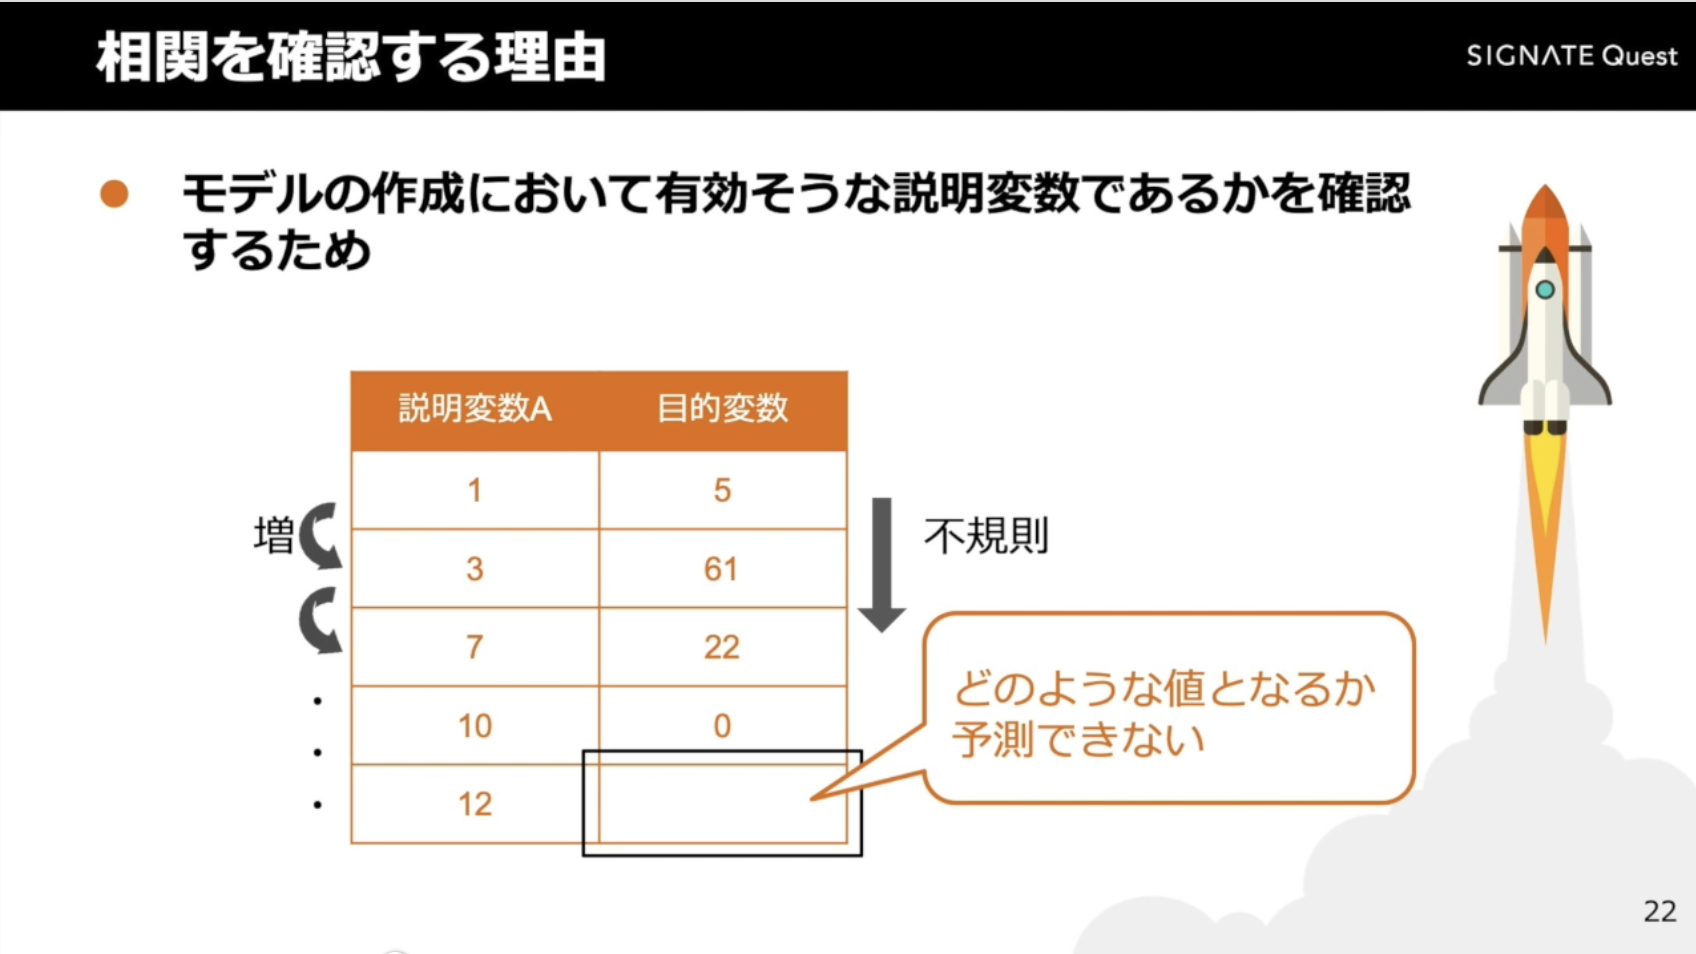 相関を確認する理由
SIGNATE Quest
● モデルの作成において有効そうな説明変数であるかを確認
するため
説明変数A 目的変数
1 5
増
不規則
3 61
7 22
どのような値となるか
予測できない
・
10 0
・
12
・
22